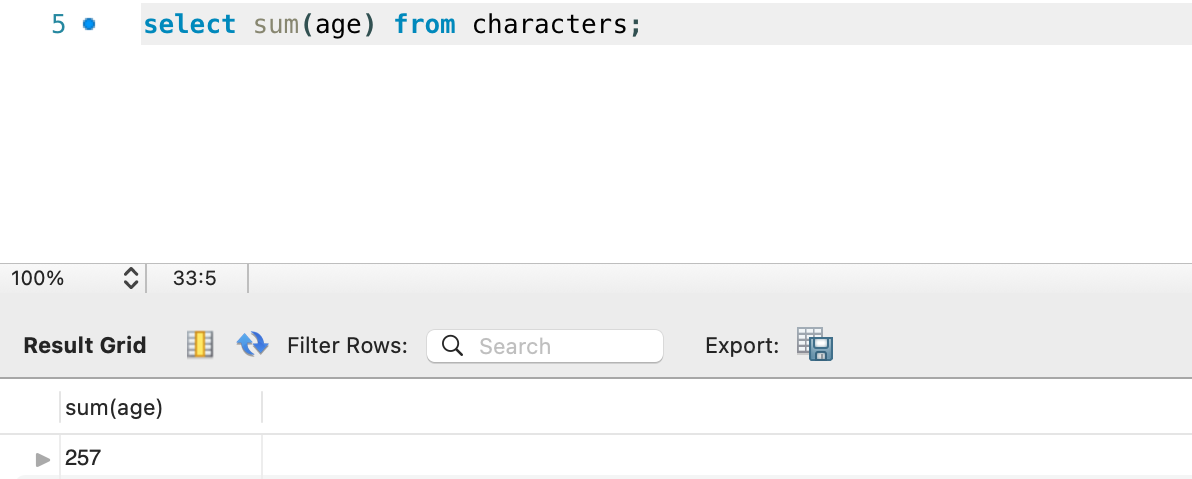 5 select sum(age) from characters;
100% 33:5
Result Grid Filter Rows: Search Export:
sum(age)
257